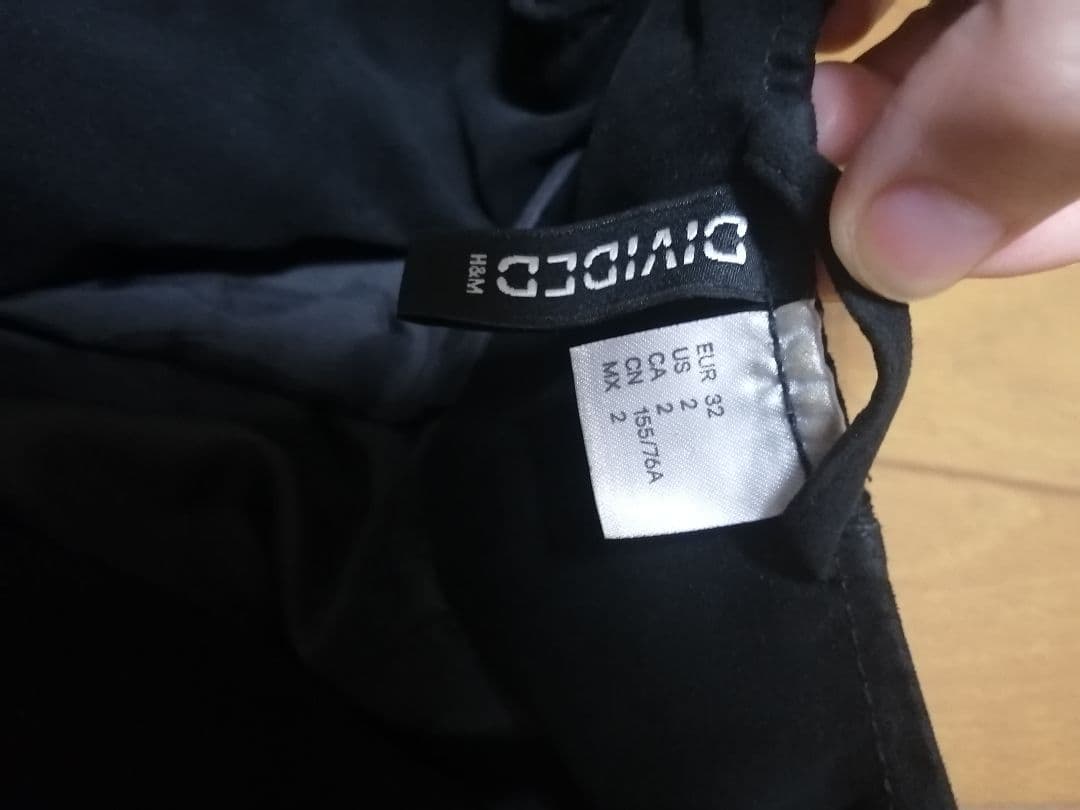 DIVIDED
H&M
EUR 32
US 2
CA 2
CN 155/76A
MX 2